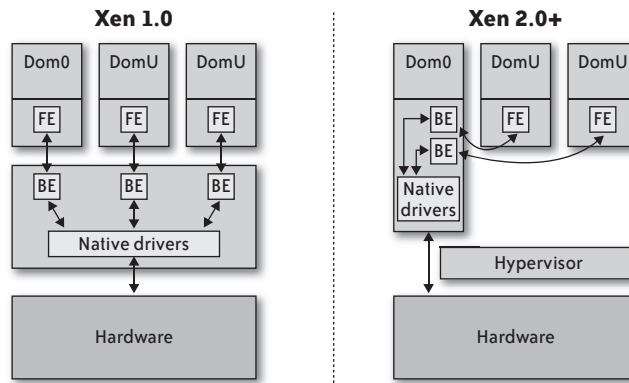 Xen 1.0
Dom0 DomU DomU
FE FE FE
BE BE BE
Native drivers
Hardware
Xen 2.0+
Dom0 DomU DomU
BE FE FE
BE
Native
drivers
Hypervisor
Hardware